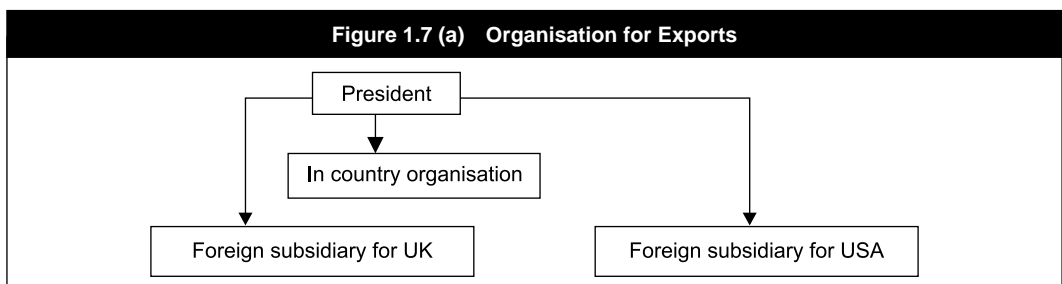 Figure 1.7 (a) Organisation for Exports
President
In country organisation
Foreign subsidiary for UK
Foreign subsidiary for USA